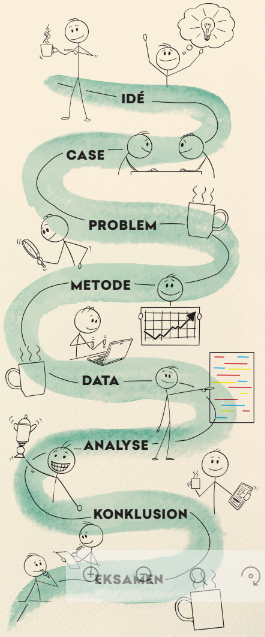 IDÉ
CASE
PROBLEM
METODE
DATA
ANALYSE
KONKLUSION
EKSAMEN